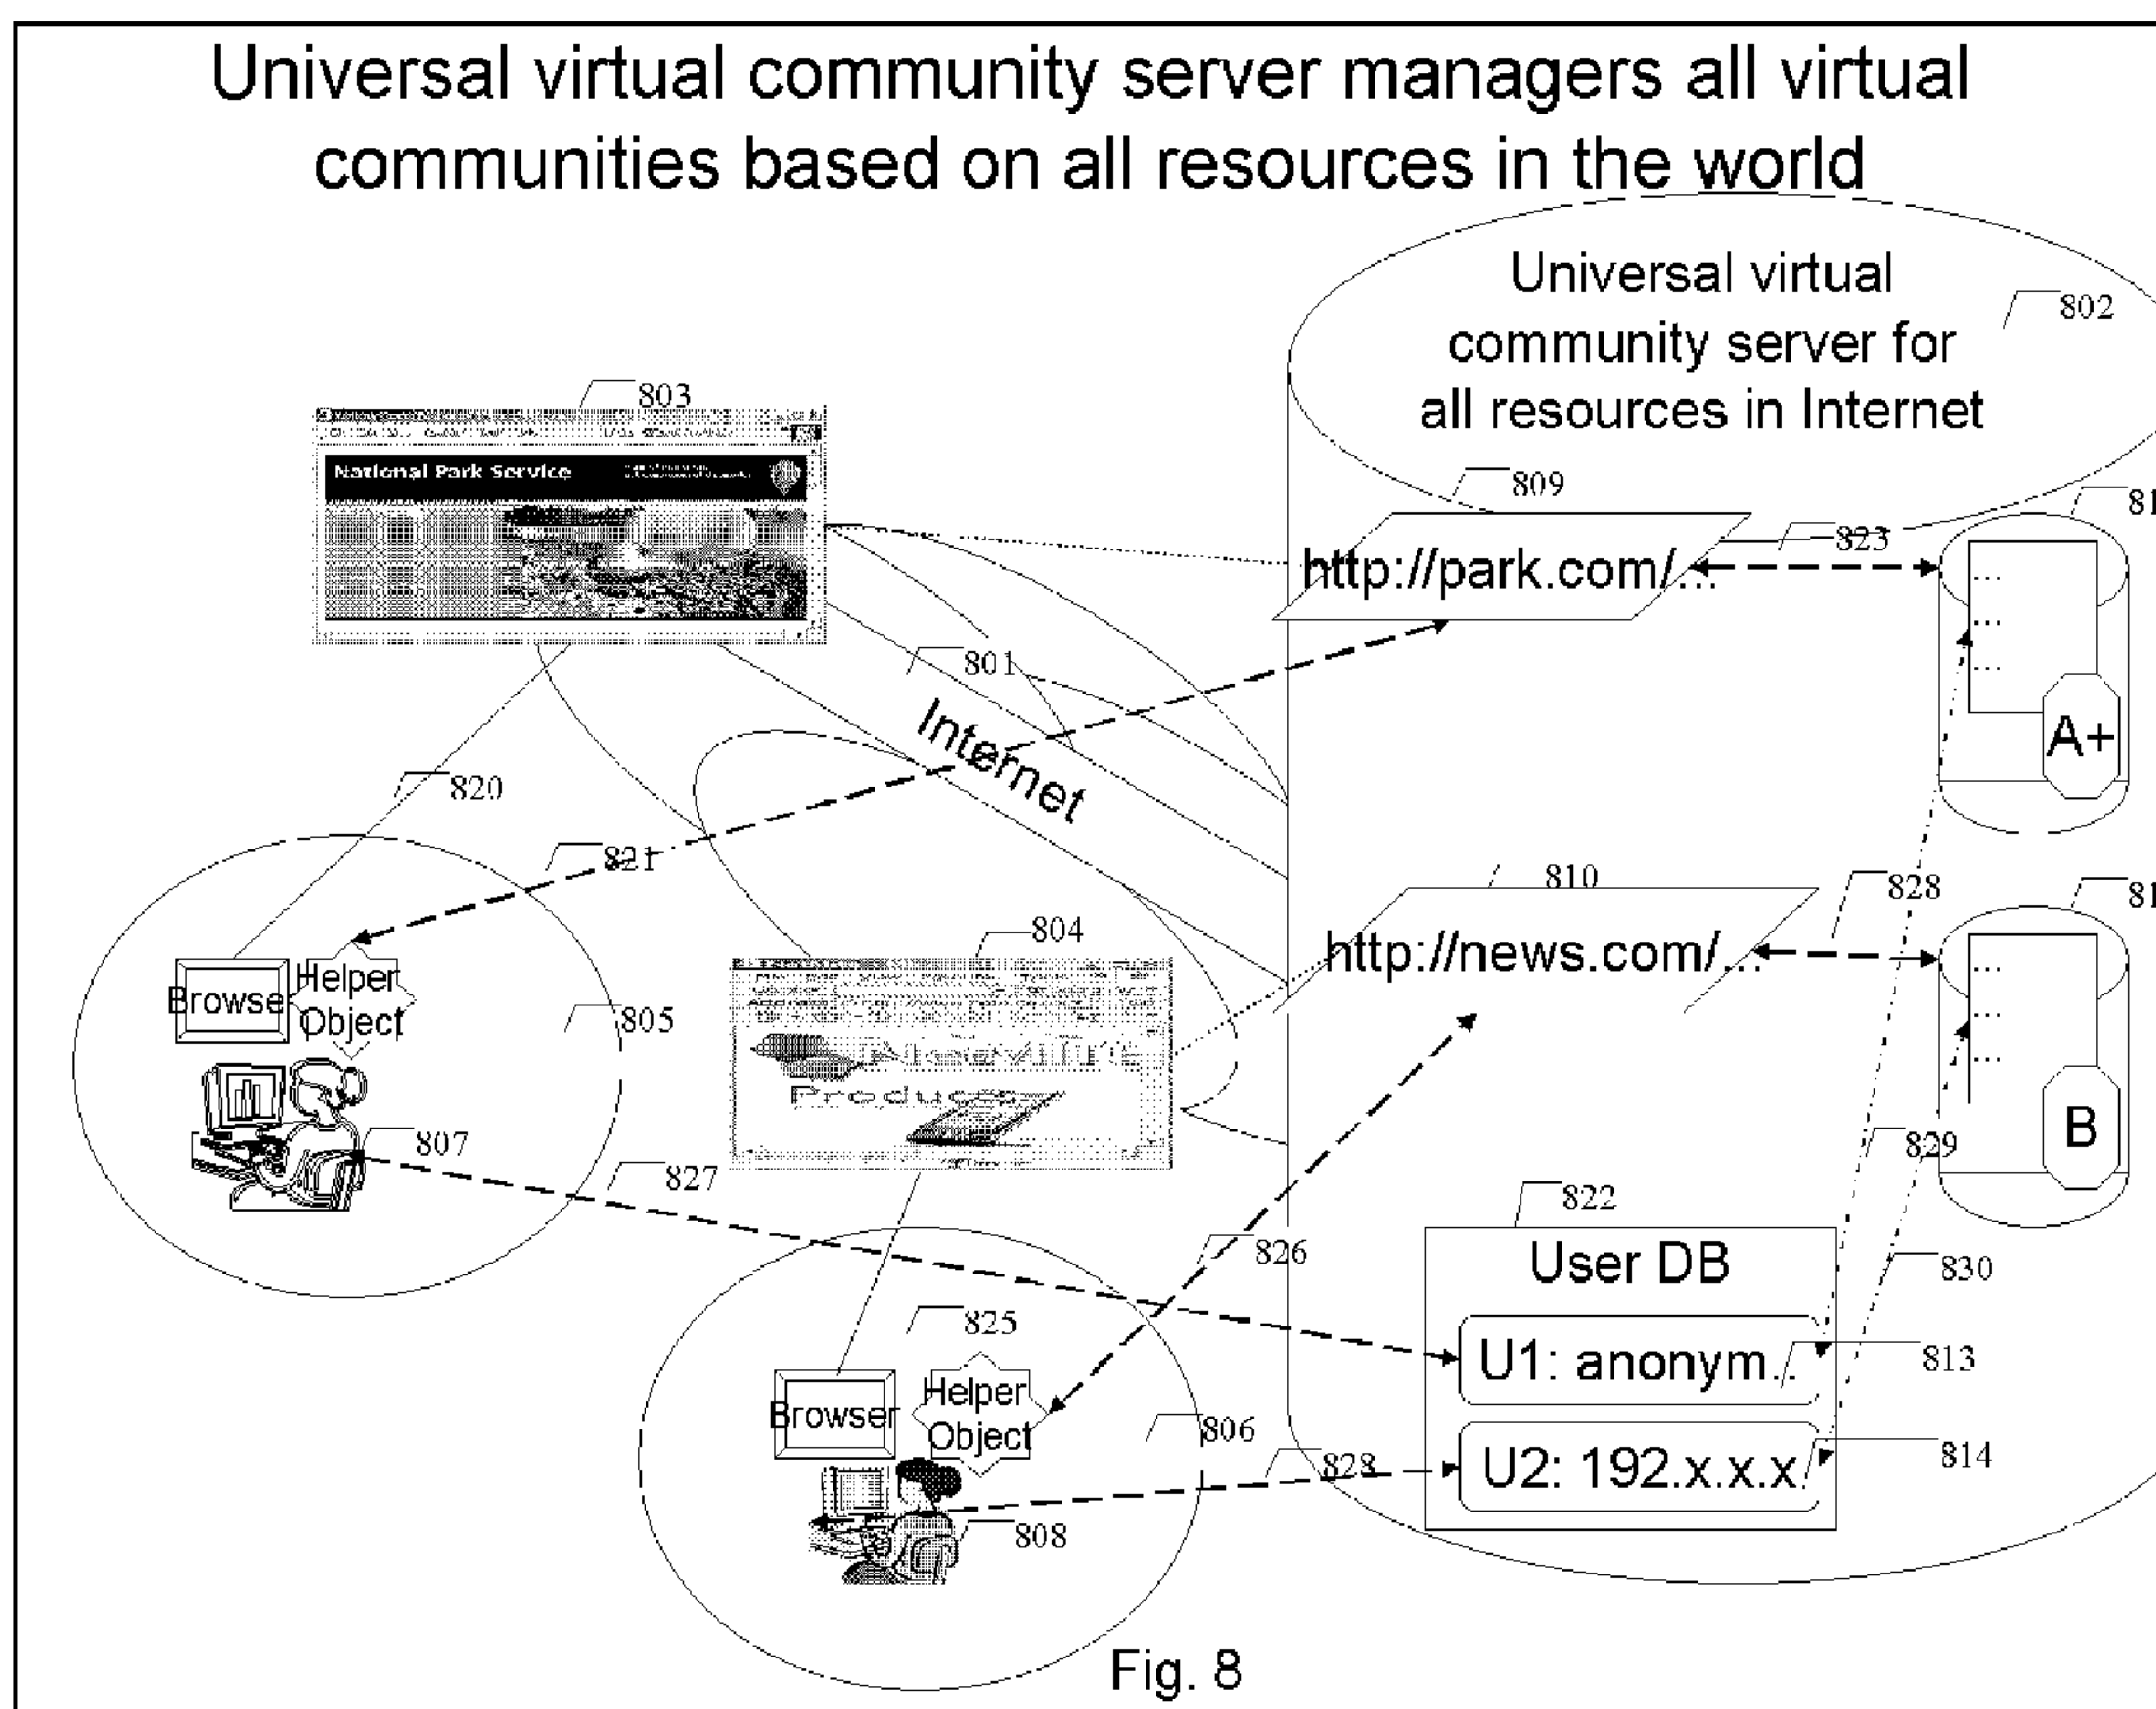 Universal virtual community server managers all virtual
communities based on all resources in the world
Universal virtual
community server for
all resources in Internet
802
803
National Park Service
809
http://park.com/...
823
81
...
...
...
A+
801
Internet
820
821
810
http://news.com/...
828
81
...
...
...
B
804
Browse
Helper
Object
805
Produces
807
827
829
822
User DB
826
830
825
U1: anonym..
813
Browser
Helper
Object
806
828
U2: 192.x.x.x
814
808
Fig. 8